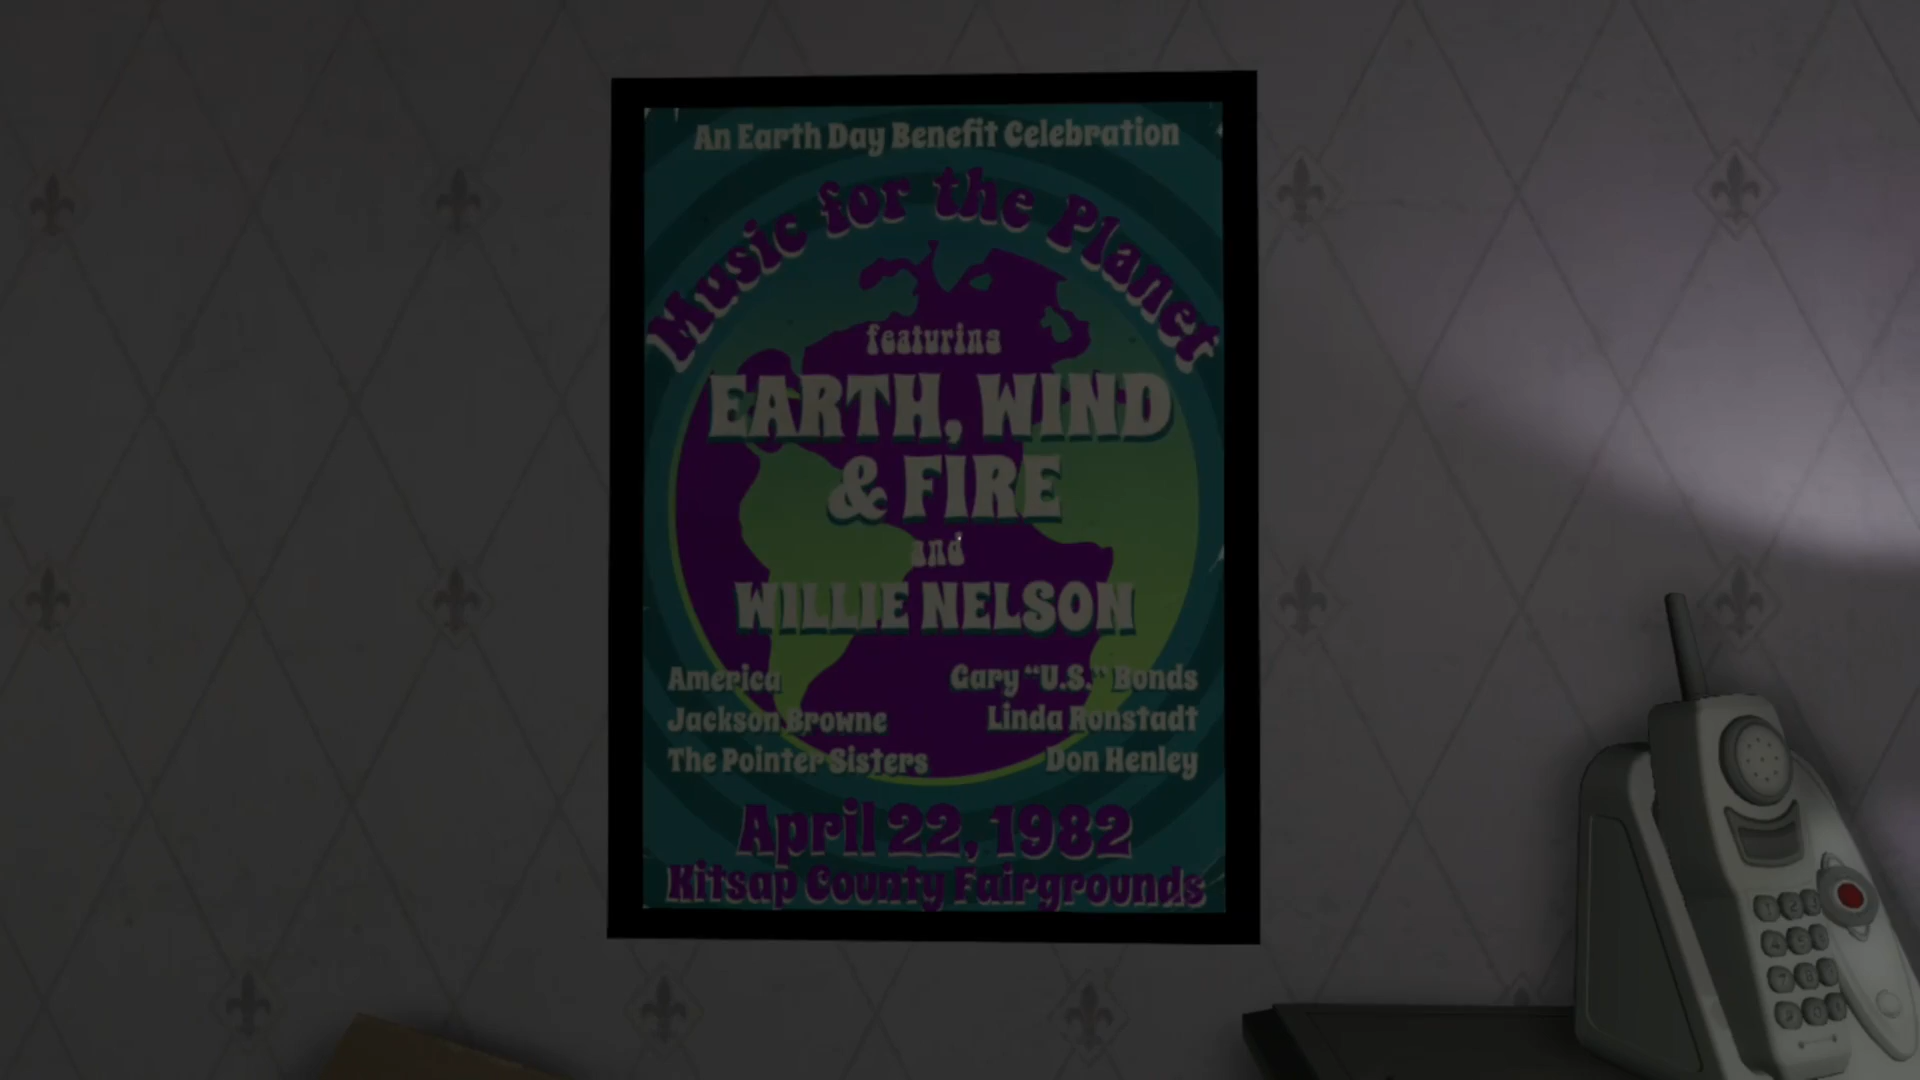 An Earth Day Benefit Celebration
Music for the Planet
featuring
EARTH, WIND
& FIRE
and
WILLIE NELSON
America
Gary "U.S." Bonds
Jackson Browne
Linda Ronstadt
The Pointer Sisters
Don Henley
April 22, 1982
Kitsap County Fairgrounds